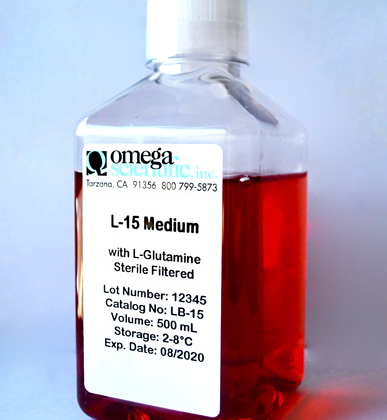 omega
scientific, inc.
Tarzana, CA 91356 800 799-5873
L-15 Medium
with L-Glutamine
Sterile Filtered
Lot Number: 12345
Catalog No: LB-15
Volume: 500 mL
Storage: 2-8°C
Exp. Date: 08/2020